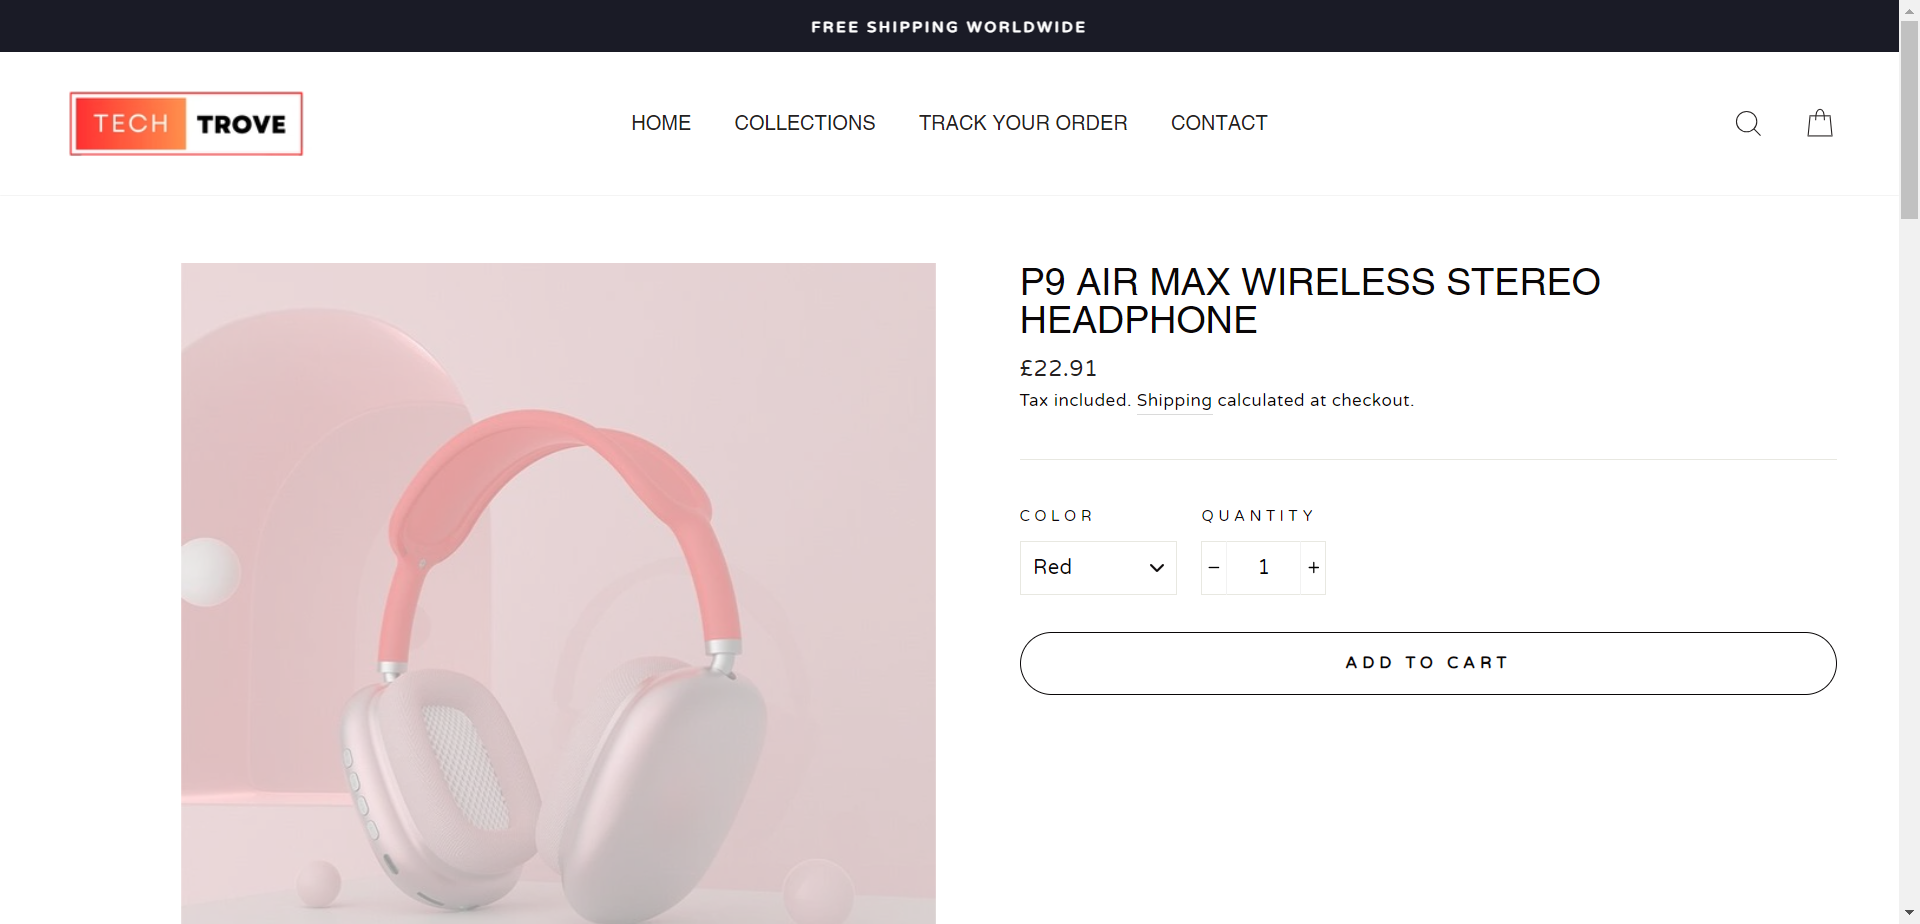 FREE SHIPPING WORLDWIDE
TECH TROVE
HOME COLLECTIONS TRACK YOUR ORDER CONTACT
P9 AIR MAX WIRELESS STEREO
HEADPHONE
£22.91
Tax included. Shipping calculated at checkout.
COLOR QUANTITY
Red − 1 +
ADD TO CART